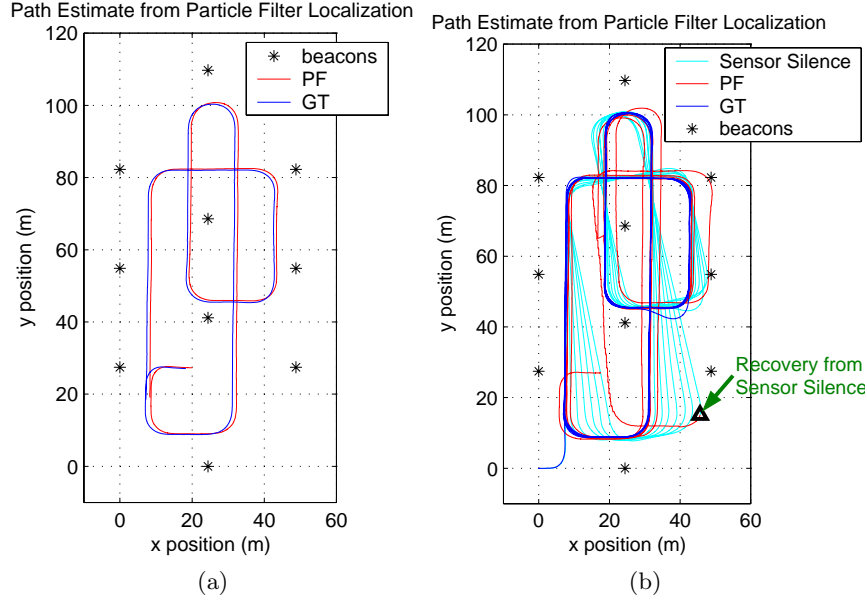 Path Estimate from Particle Filter Localization
120
100
80
60
40
20
0
y position (m)
beacons
PF
GT
0
20
40
60
x position (m)
(a)
Path Estimate from Particle Filter Localization
120
100
80
60
40
20
0
y position (m)
Sensor Silence
PF
GT
beacons
Recovery from
Sensor Silence
0
20
40
60
80
x position (m)
(b)